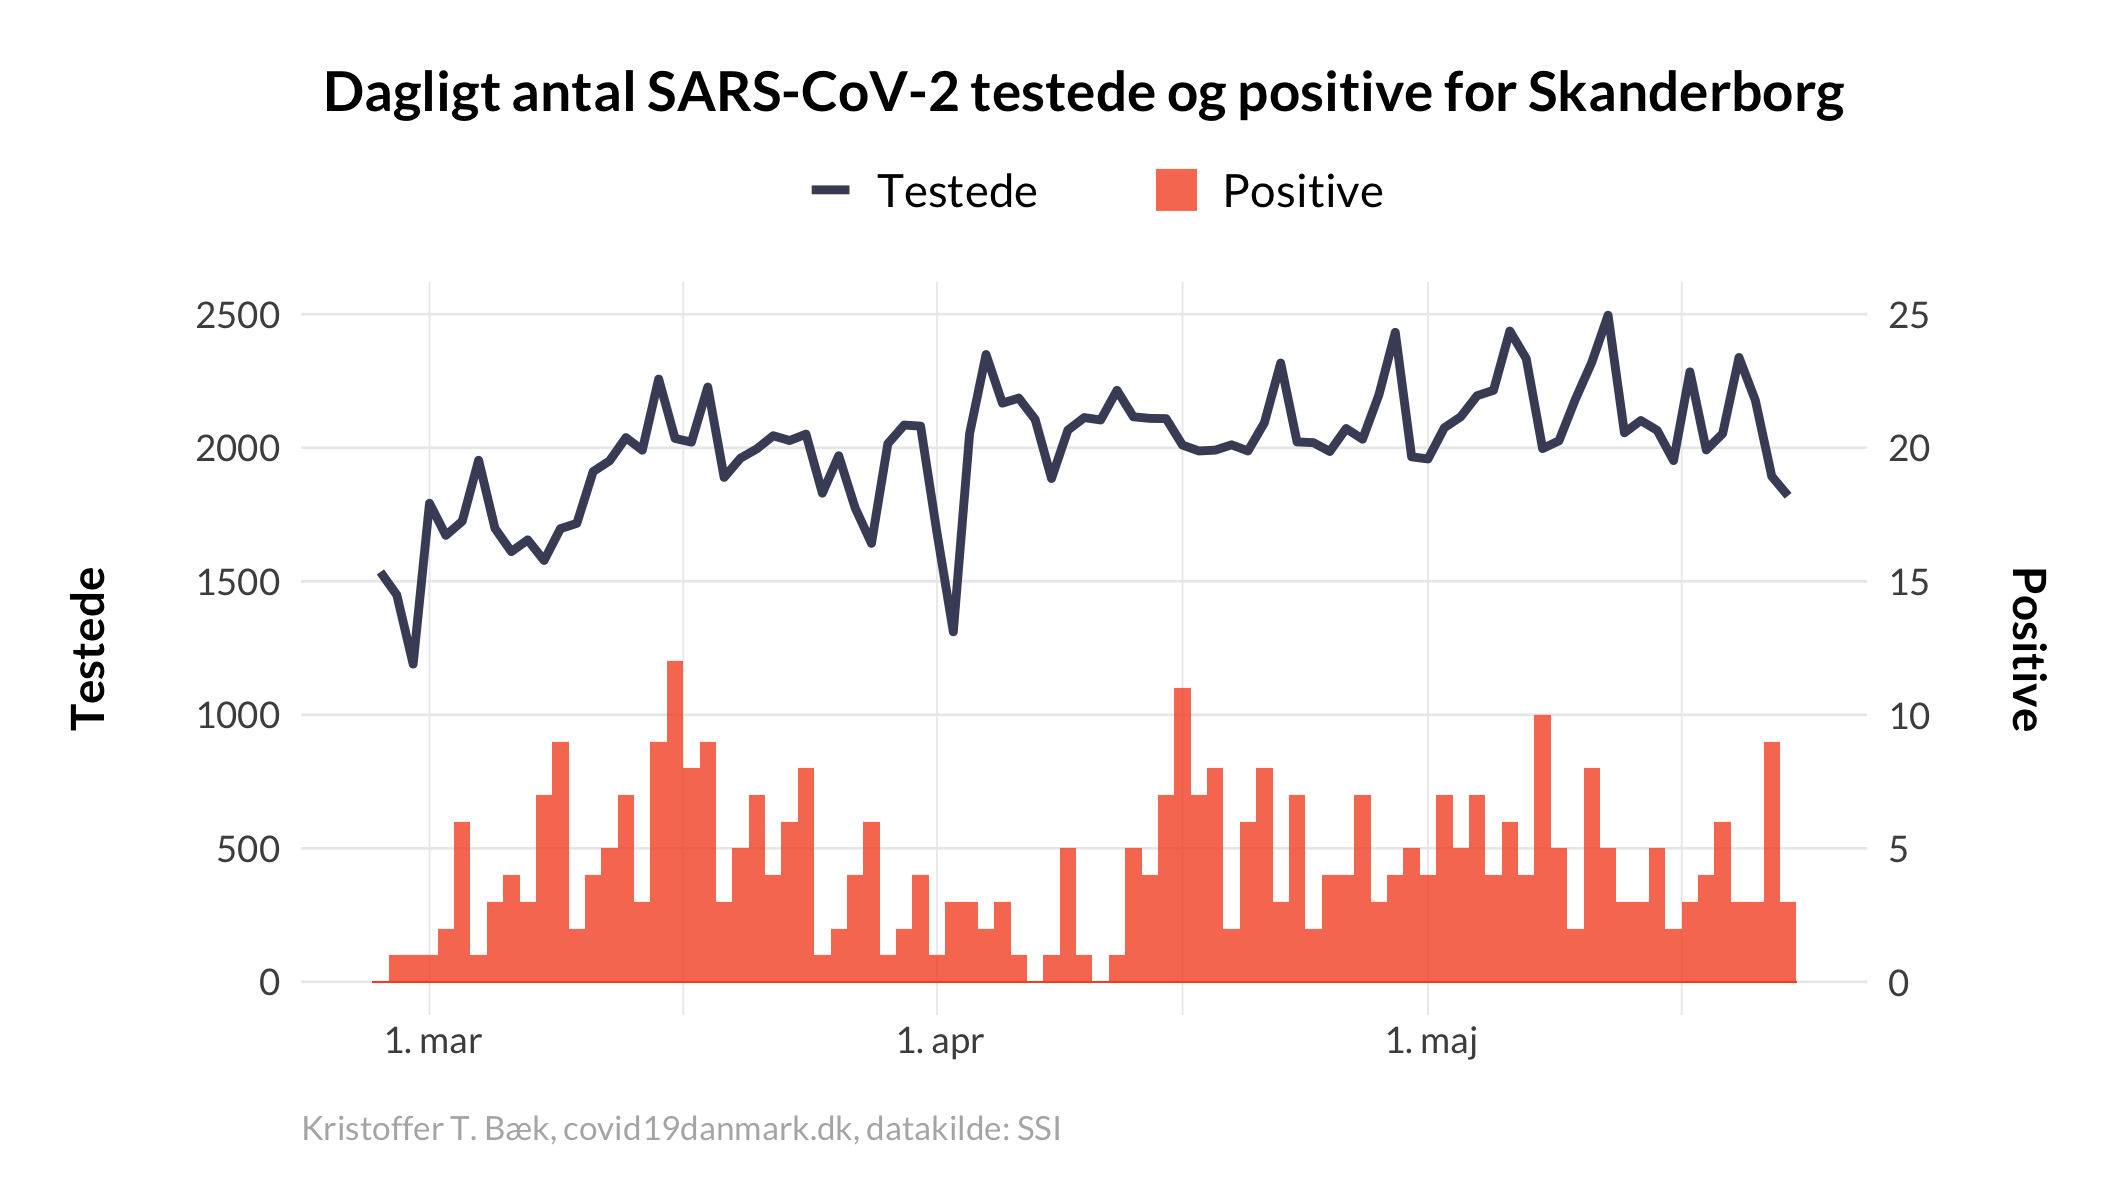 Dagligt antal SARS-CoV-2 testede og positive for Skanderborg
Testede
Positive
2500
2000
1500
1000
500
0
Testede
25
20
15
10
5
0
Positive
1. mar
1. apr
1. maj
Kristoffer T. Bæk, covid19danmark.dk, datakilde: SSI